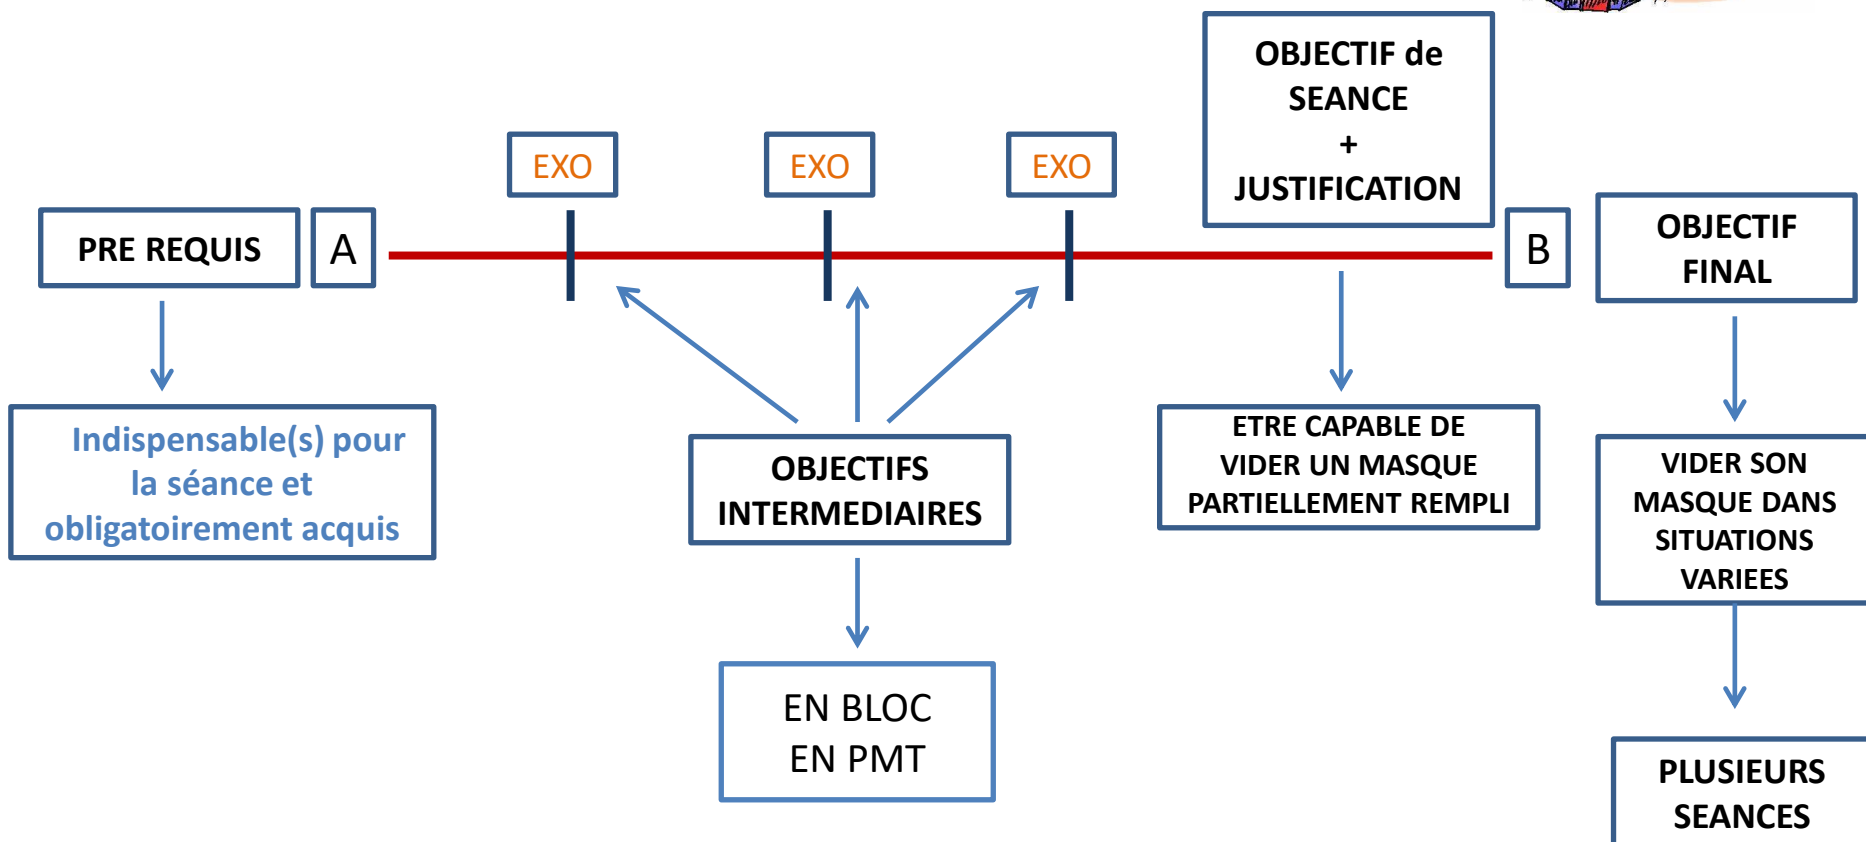 OBJECTIF de
SEANCE
+
JUSTIFICATION
EXO
EXO
EXO
PRE REQUIS
A
B
OBJECTIF
FINAL
Indispensable(s) pour
la séance et
obligatoirement acquis
OBJECTIFS
INTERMEDIAIRES
ETRE CAPABLE DE
VIDER UN MASQUE
PARTIELLEMENT REMPLI
VIDER SON
MASQUE DANS
SITUATIONS
VARIEES
EN BLOC
EN PMT
PLUSIEURS
SEANCES